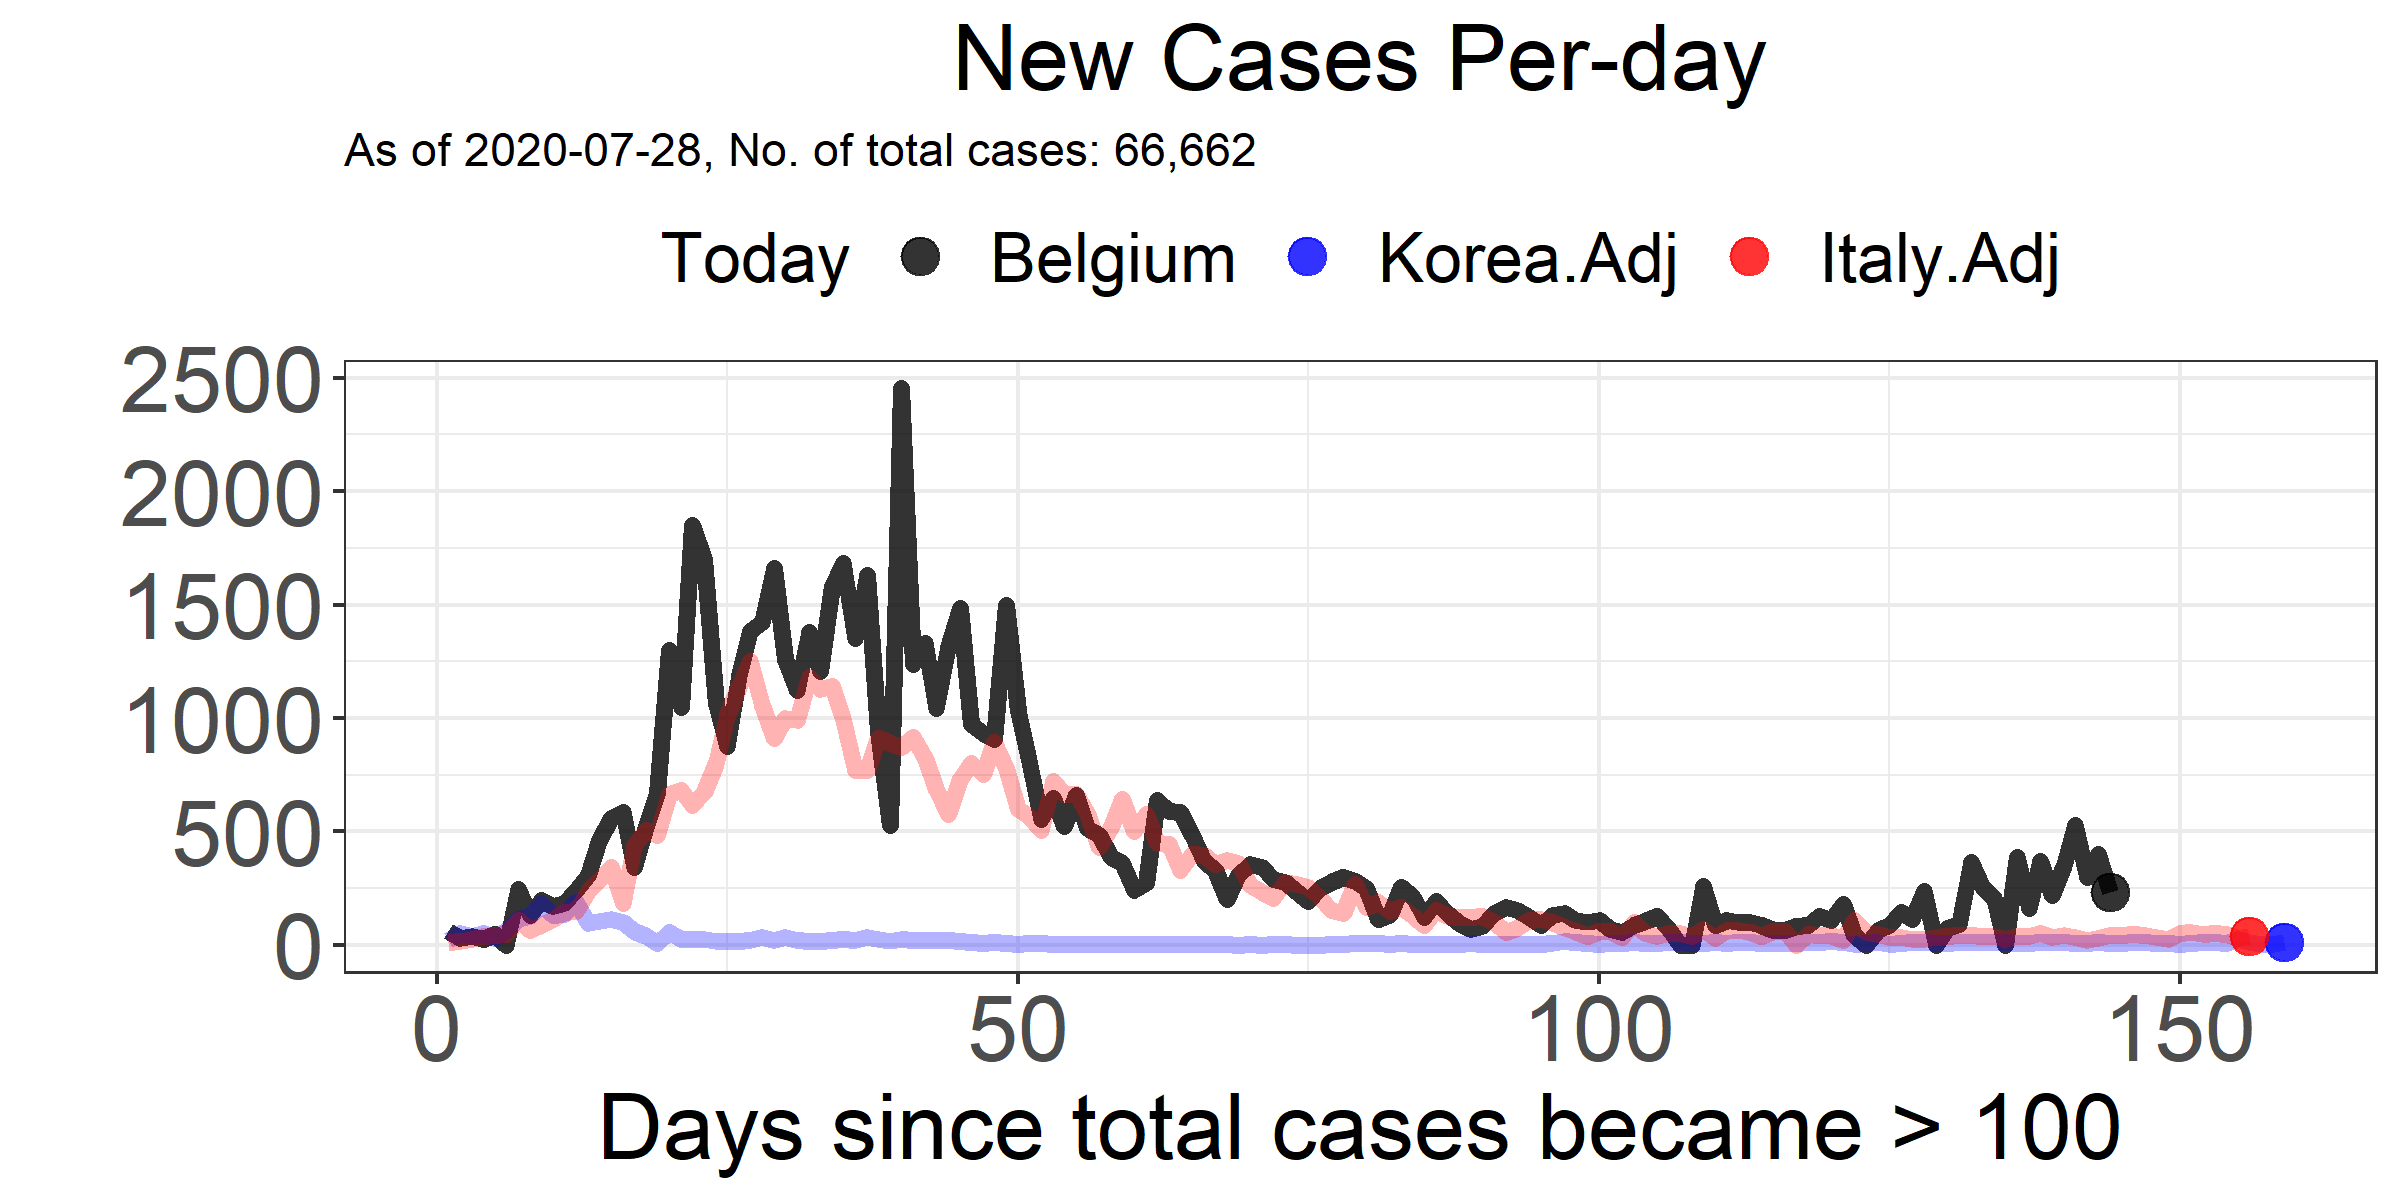 New Cases Per-day
As of 2020-07-28, No. of total cases: 66,662
Today Belgium Korea.Adj Italy.Adj
2500
2000
1500
1000
500
0
0 50 100 150
Days since total cases became > 100